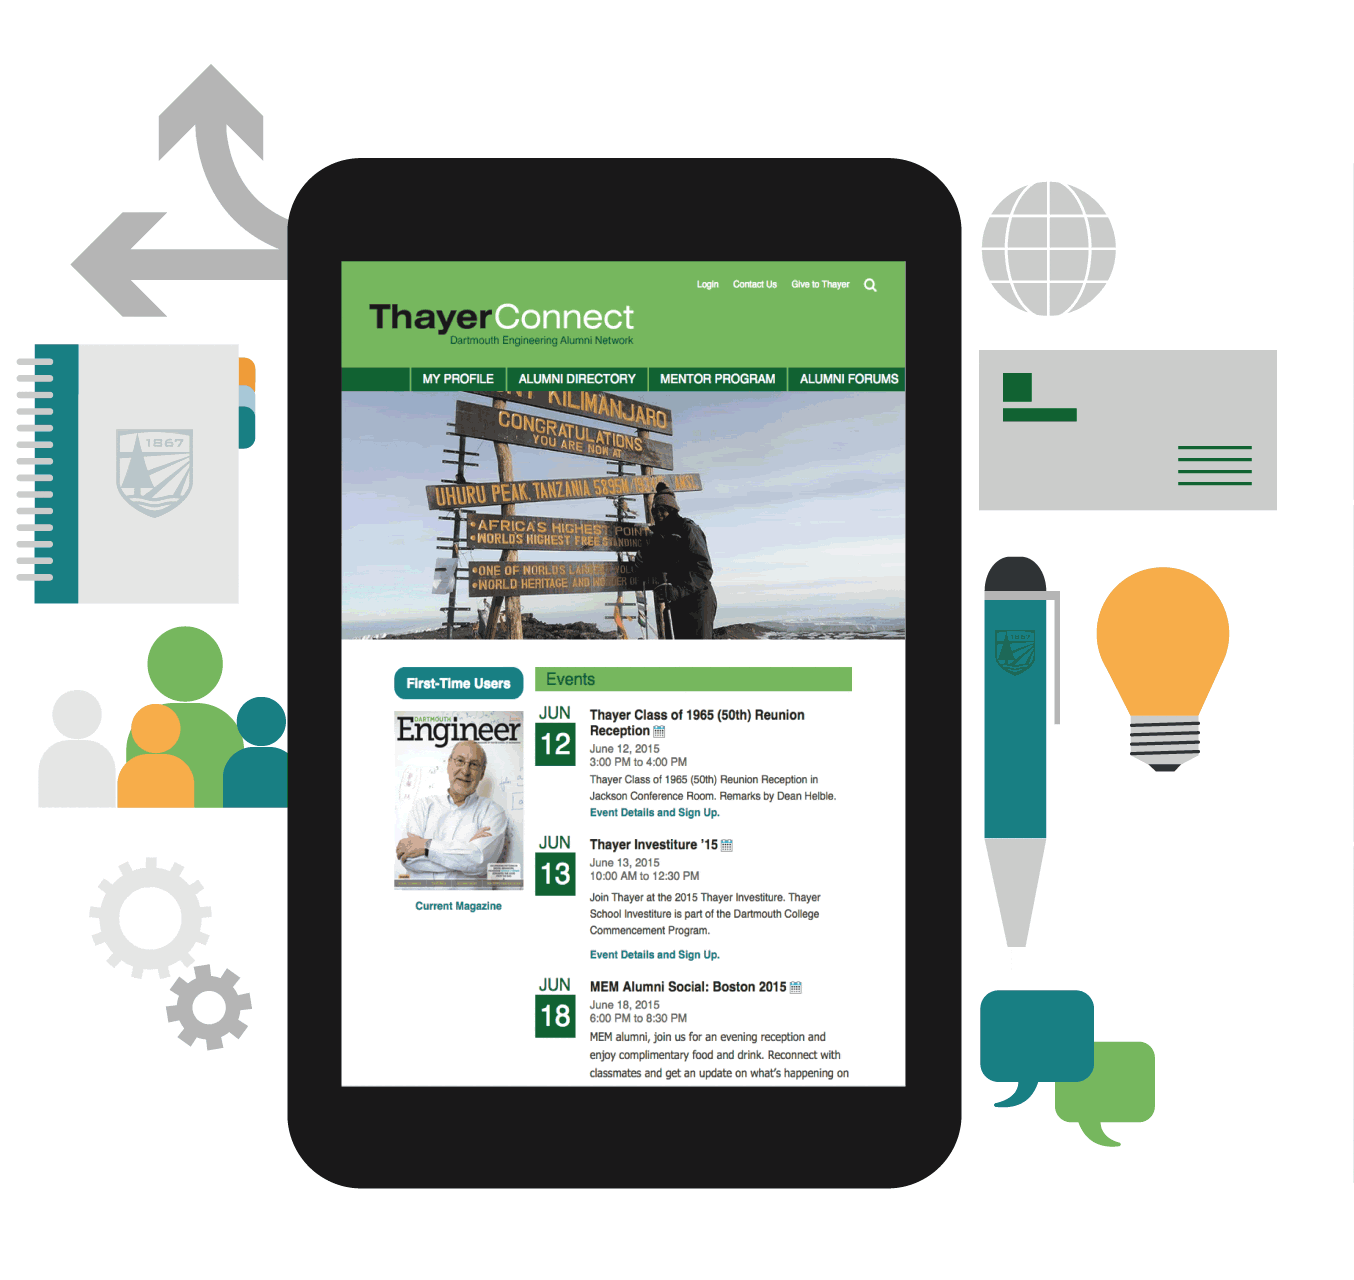 Login Contact Us Give to Thayer
ThayerConnect
Dartmouth Engineering Alumni Network
MY PROFILE ALUMNI DIRECTORY MENTOR PROGRAM ALUMNI FORUMS
KILIMANJARO
CONGRATULATIONS
YOU ARE NOW AT
UHURU PEAK, TANZANIA 5895M
• AFRICA'S HIGHEST POINT
• WORLDS HIGHEST FREE STANDING
• ONE OF WORLDS
• WORLD HERITAGE AND
1867
First-Time Users
DARTMOUTH
Engineer
Current Magazine
Events
JUN
12
Thayer Class of 1965 (50th) Reunion
Reception
June 12, 2015
3:00 PM to 4:00 PM
Thayer Class of 1965 (50th) Reunion Reception in
Jackson Conference Room. Remarks by Dean Helble.
Event Details and Sign Up.
JUN
13
Thayer Investiture '15
June 13, 2015
10:00 AM to 12:30 PM
Join Thayer at the 2015 Thayer Investiture. Thayer
School Investiture is part of the Dartmouth College
Commencement Program.
Event Details and Sign Up.
JUN
18
MEM Alumni Social: Boston 2015
June 18, 2015
6:00 PM to 8:30 PM
MEM alumni, join us for an evening reception and
enjoy complimentary food and drink. Reconnect with
classmates and get an update on what's happening on
1867